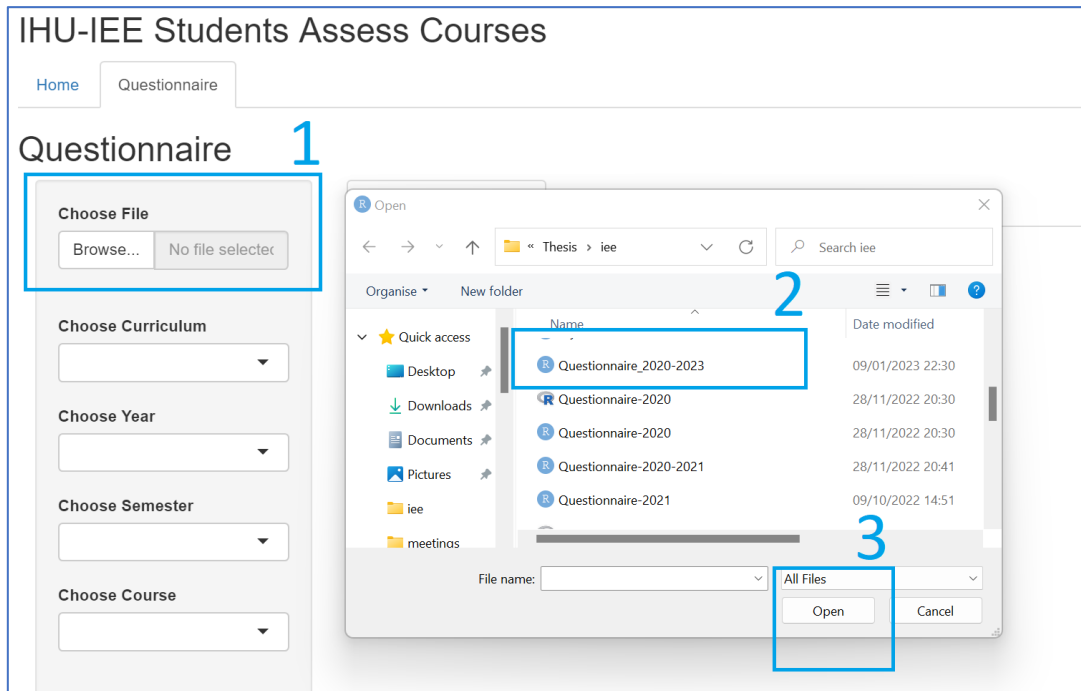 IHU-IEE Students Assess Courses
Home Questionnaire
Questionnaire
1
Choose File
Browse... No file selected
Choose Curriculum
Choose Year
Choose Semester
Choose Course
R Open
« Thesis › iee
Search iee
Organise New folder
2
Name Date modified
Quick access
Desktop
Downloads
Documents
Pictures
iee
meetings
R Questionnaire_2020-2023 09/01/2023 22:30
R Questionnaire-2020 28/11/2022 20:30
R Questionnaire-2020 28/11/2022 20:30
R Questionnaire-2020-2021 28/11/2022 20:41
R Questionnaire-2021 09/10/2022 14:51
3
File name: All Files
Open Cancel